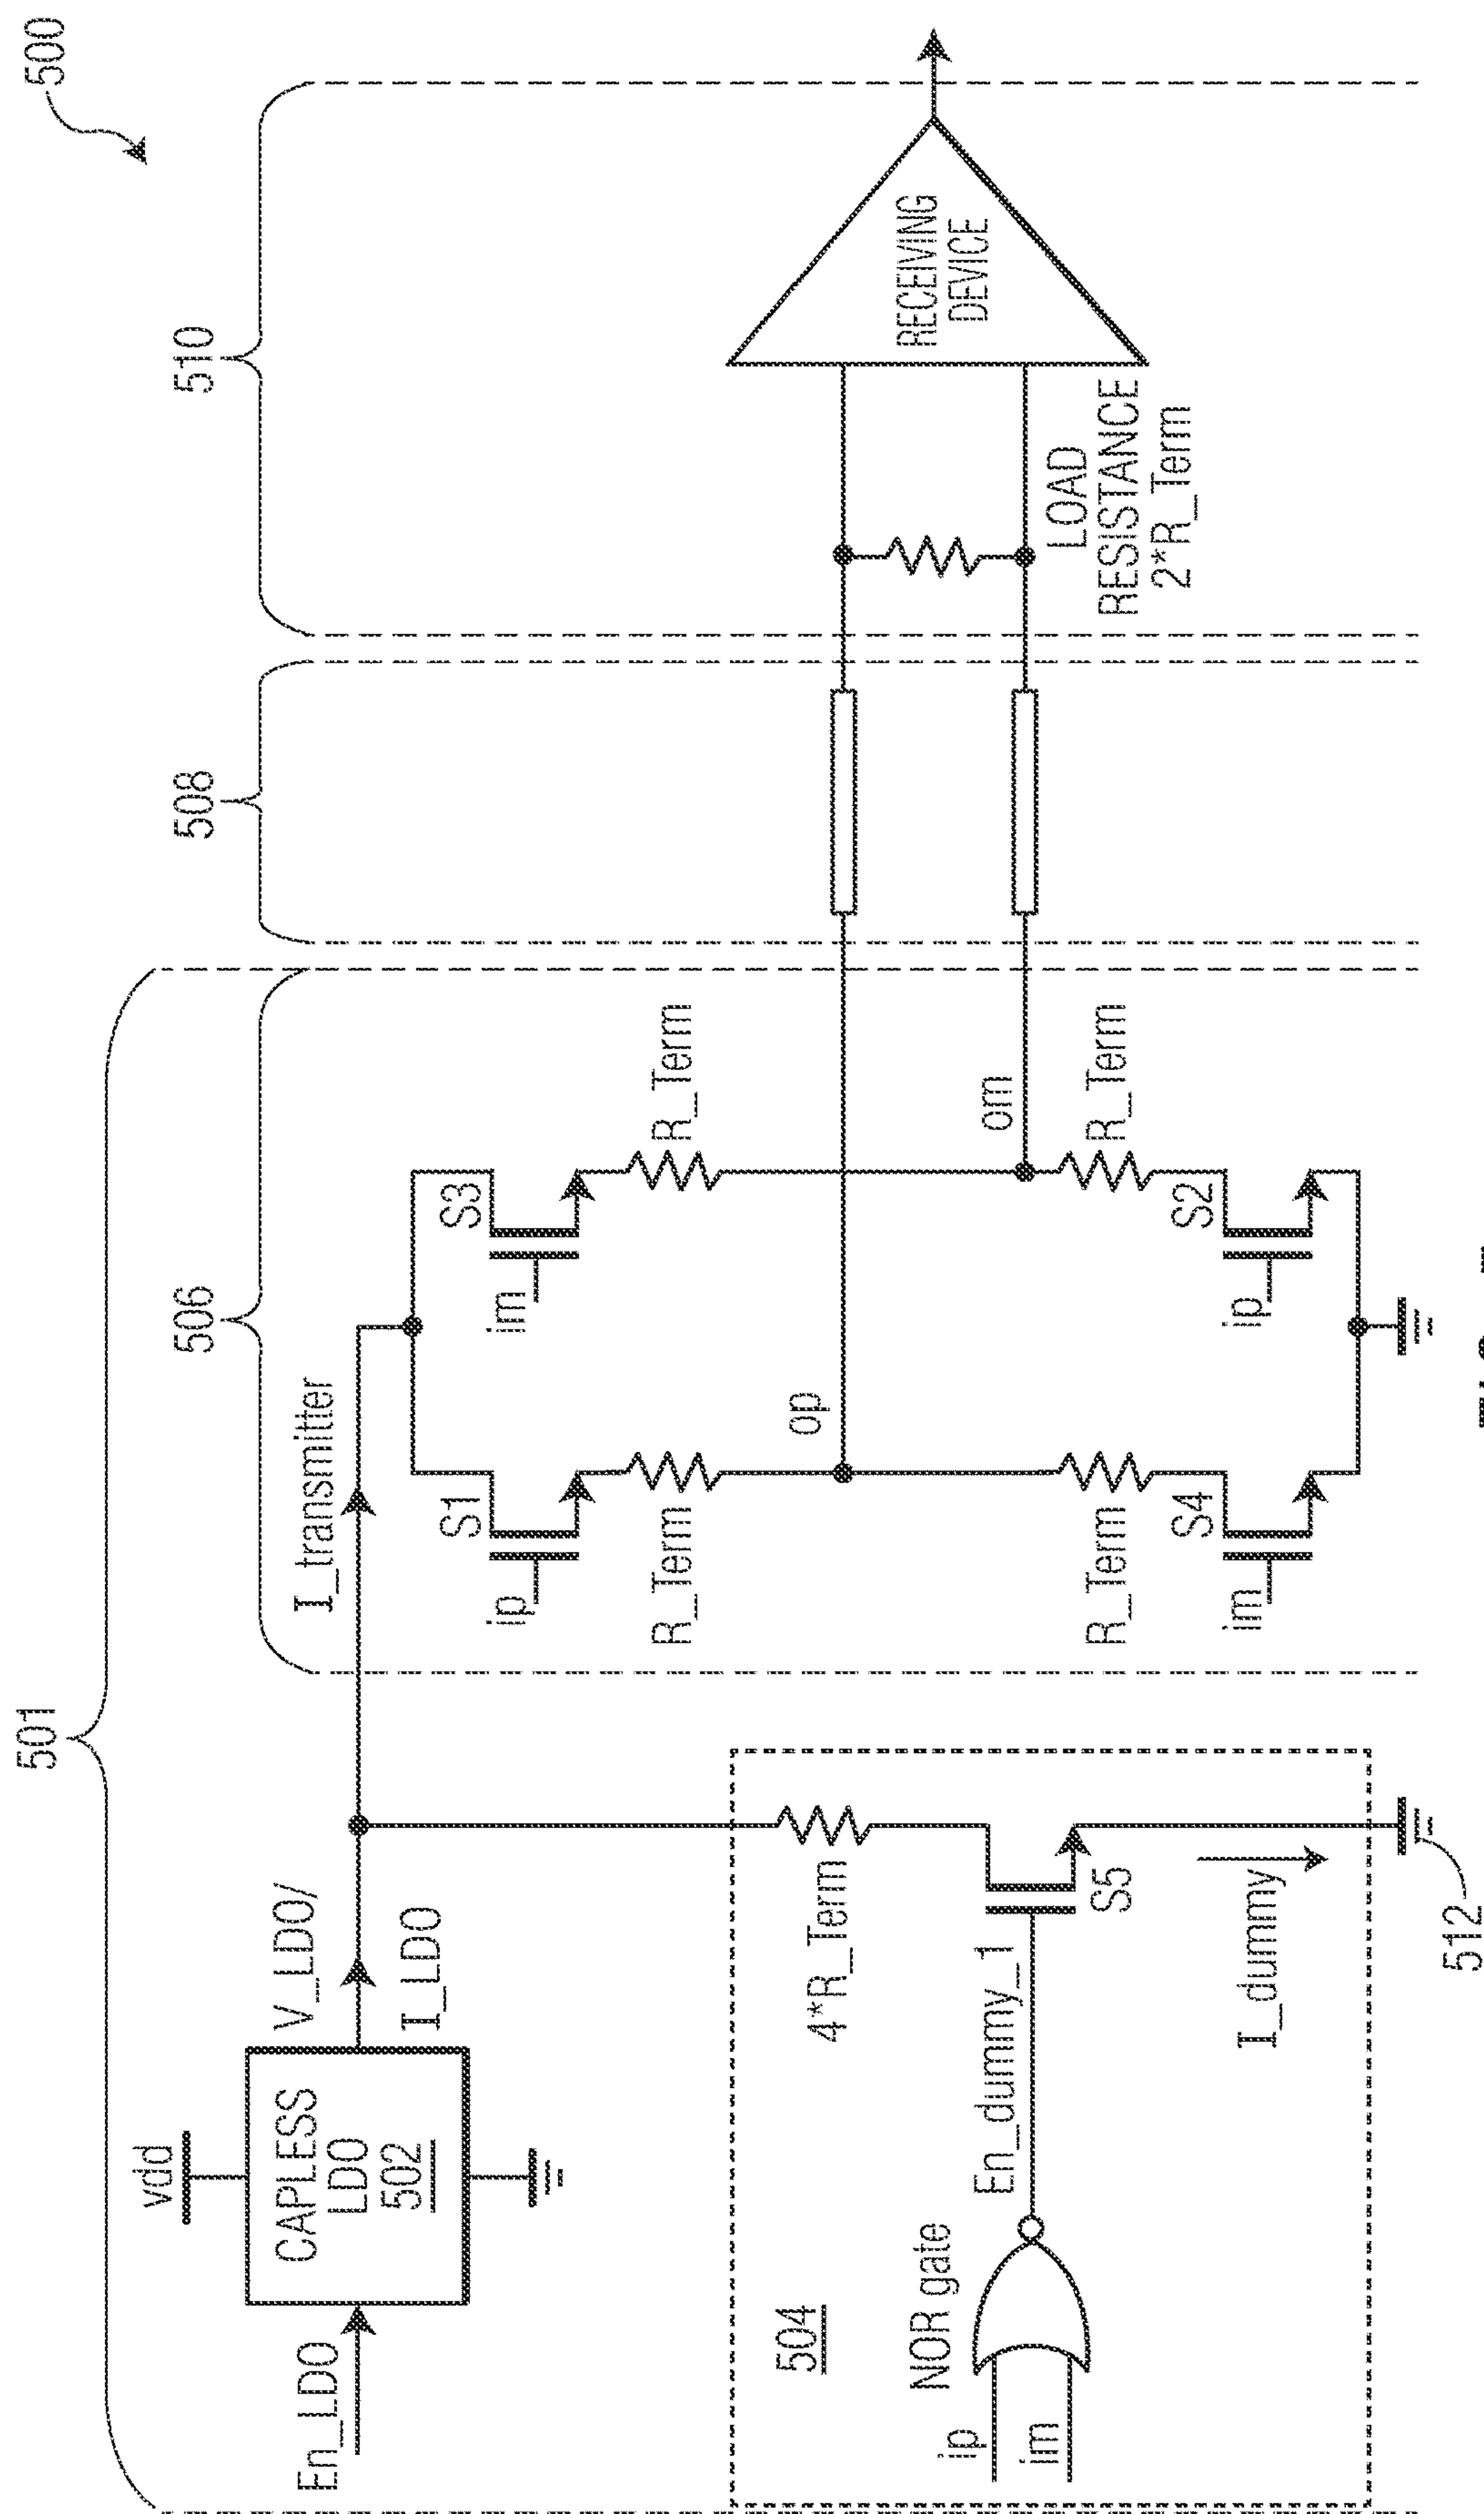 500
501
506
508
510
vdd
En_LDO
CAPLESS
LDO
502
V_LDO/
I_LDO
I_transmitter
504
NOR gate
ip
im
En_dummy_1
4*R_Term
S5
I_dummy
512
S1
ip
R_Term
S3
im
R_Term
op
om
R_Term
S4
im
R_Term
S2
ip
LOAD
RESISTANCE
2*R_Term
RECEIVING
DEVICE